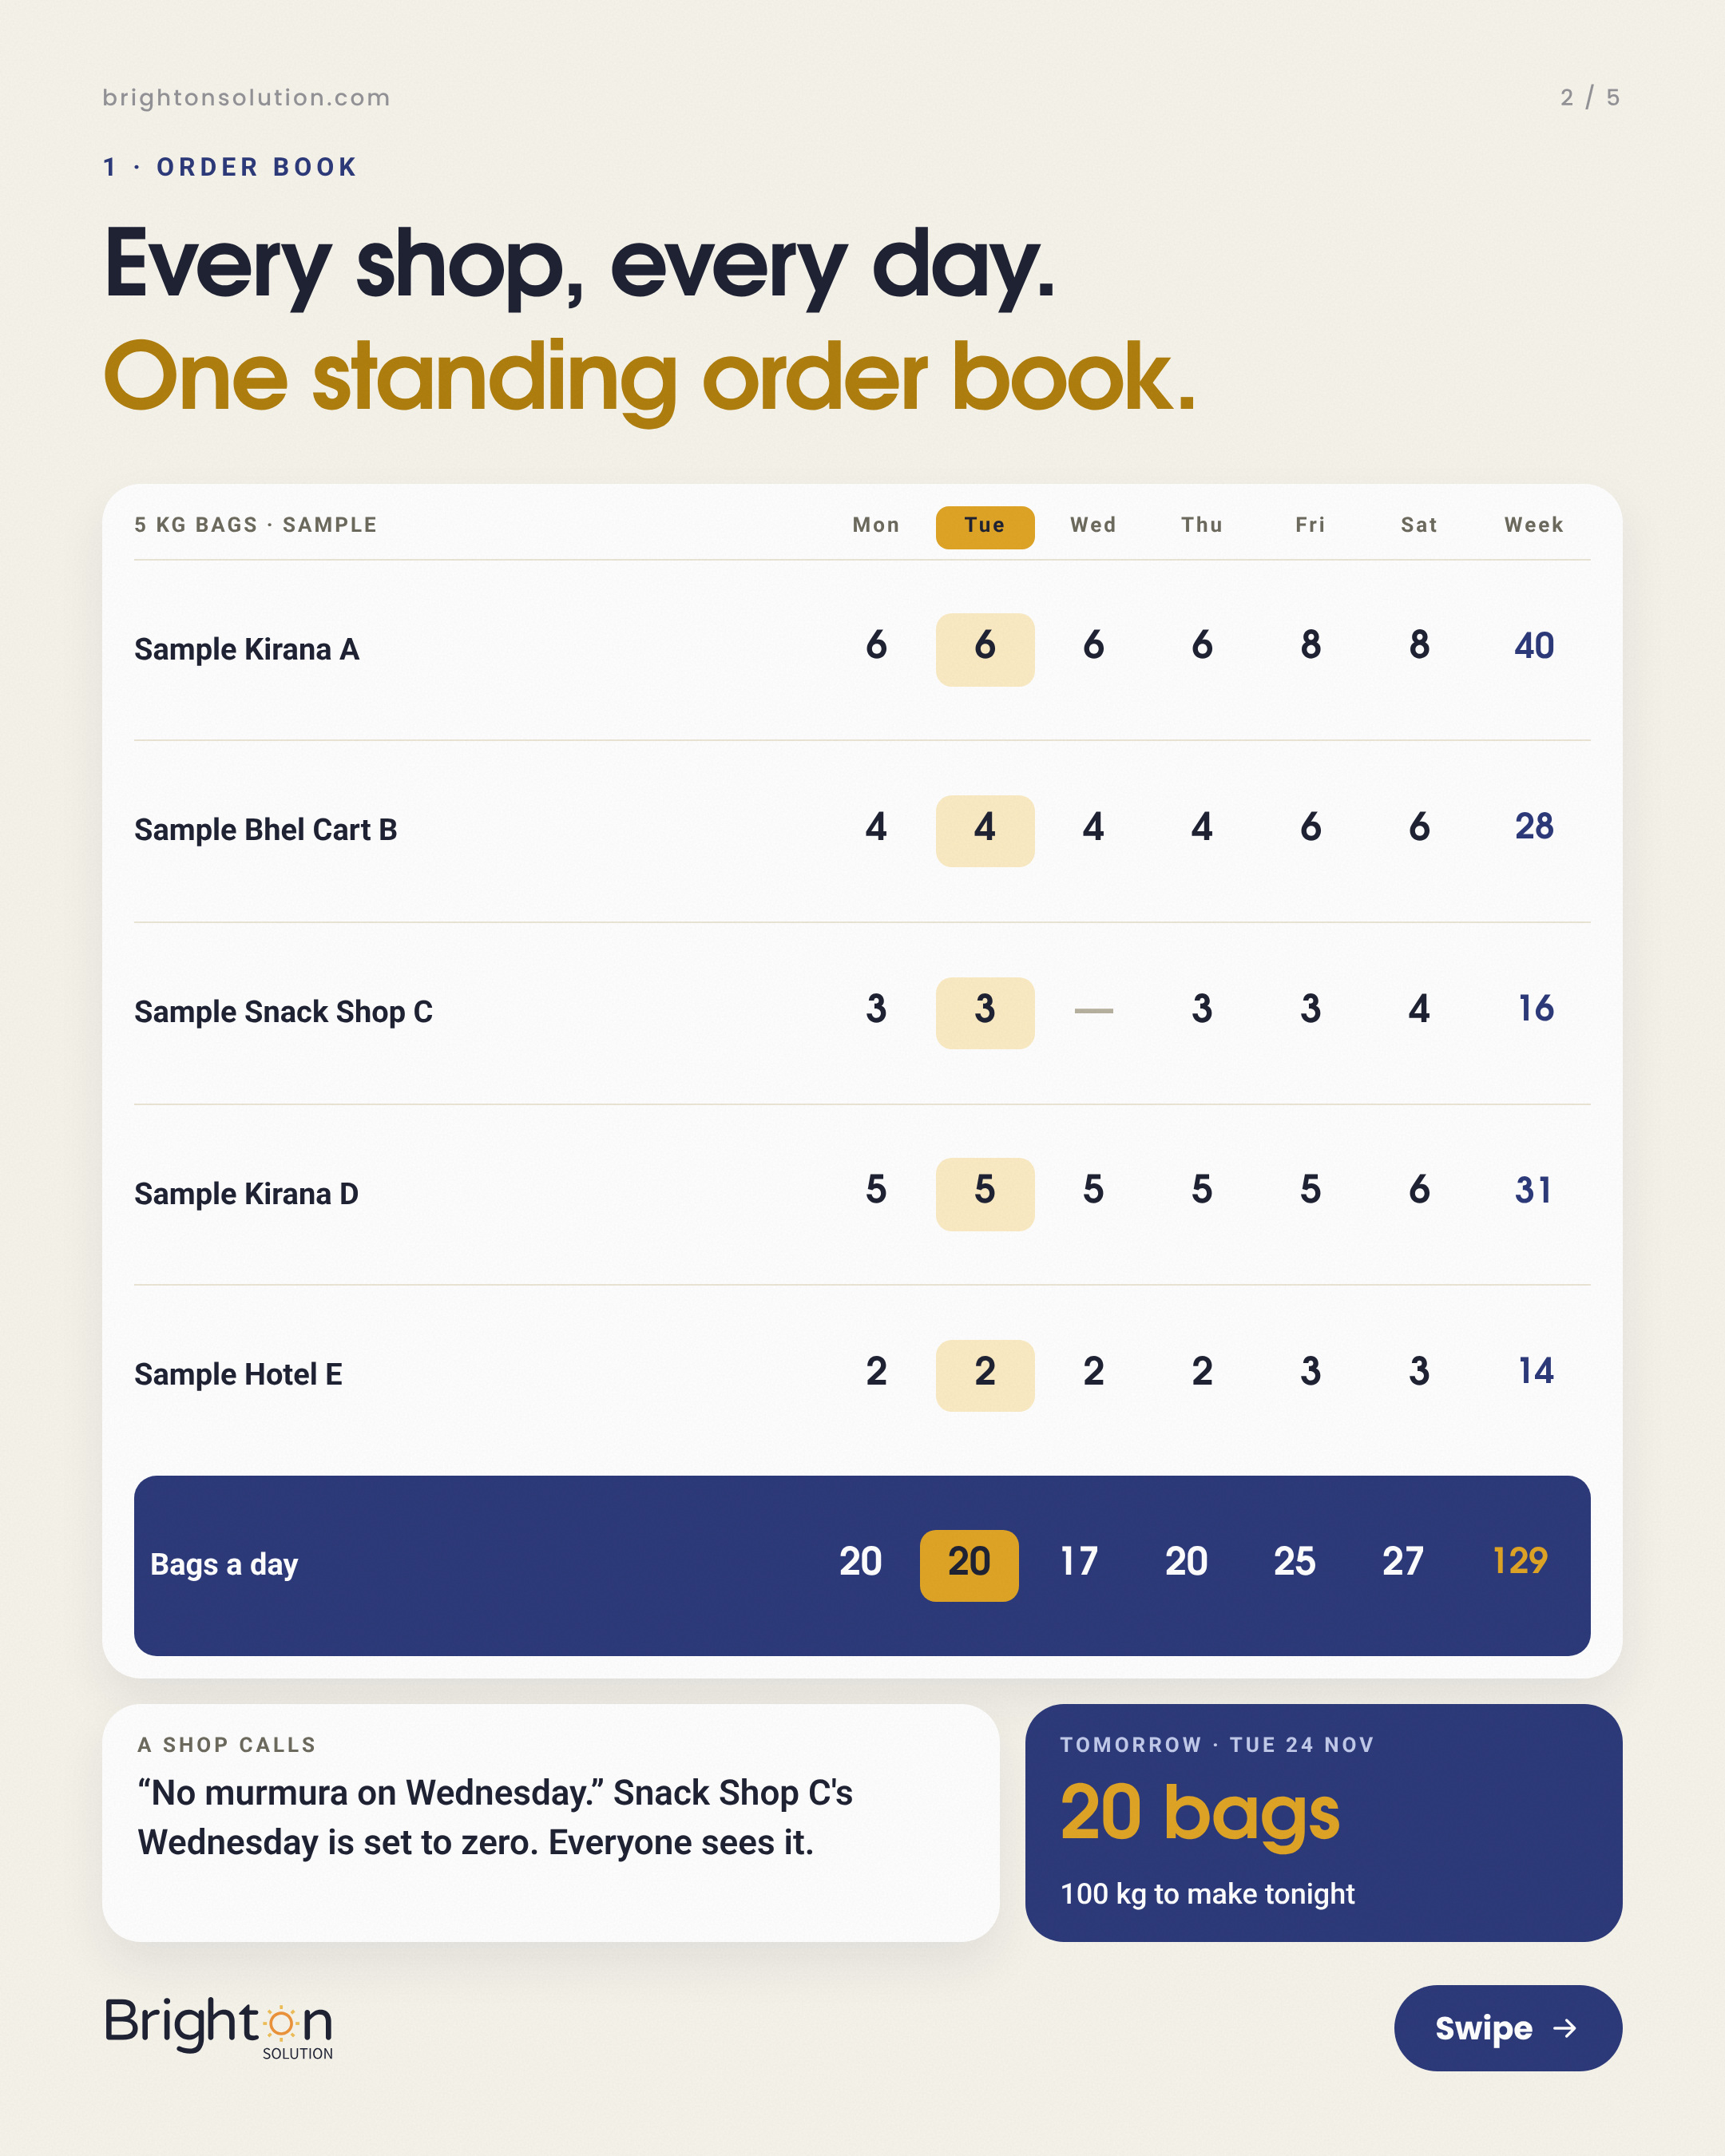 brightonsolution.com 2 / 5
1 · ORDER BOOK
Every shop, every day.
One standing order book.
5 KG BAGS · SAMPLE Mon Tue Wed Thu Fri Sat Week
Sample Kirana A 6 6 6 6 8 8 40
Sample Bhel Cart B 4 4 4 4 6 6 28
Sample Snack Shop C 3 3 — 3 3 4 16
Sample Kirana D 5 5 5 5 5 6 31
Sample Hotel E 2 2 2 2 3 3 14
Bags a day 20 20 17 20 25 27 129
A SHOP CALLS
“No murmura on Wednesday.” Snack Shop C's
Wednesday is set to zero. Everyone sees it.
TOMORROW · TUE 24 NOV
20 bags
100 kg to make tonight
Brighton
SOLUTION
Swipe →